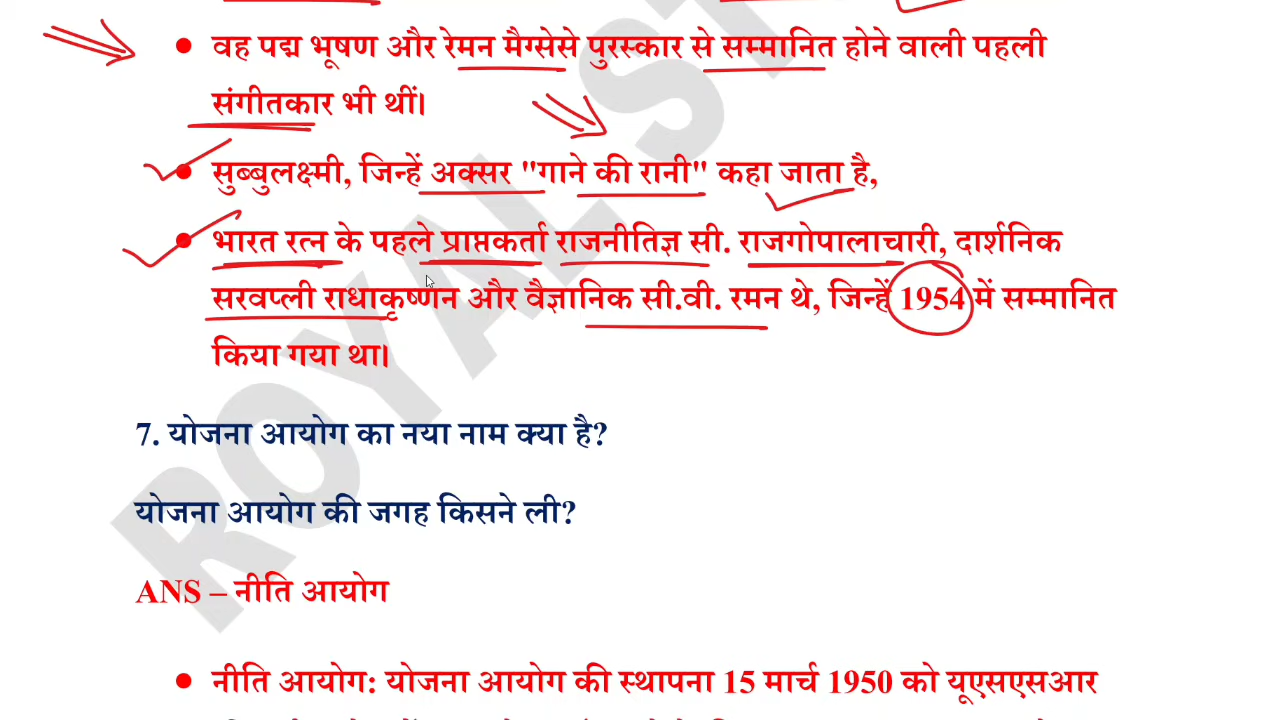 वह पद्म भूषण और रेमन मैग्सेसे पुरस्कार से सम्मानित होने वाली पहली
संगीतकार भी थीं।
सुब्बुलक्ष्मी, जिन्हें अक्सर "गाने की रानी" कहा जाता है,
भारत रत्न के पहले प्राप्तकर्ता राजनीतिज्ञ सी. राजगोपालाचारी, दार्शनिक
सरवप्ली राधाकृष्णन और वैज्ञानिक सी.वी. रमन थे, जिन्हें 1954 में सम्मानित
किया गया था।
7. योजना आयोग का नया नाम क्या है?
योजना आयोग की जगह किसने ली?
ANS – नीति आयोग
नीति आयोग: योजना आयोग की स्थापना 15 मार्च 1950 को यूएसएसआर
ROYAL ST